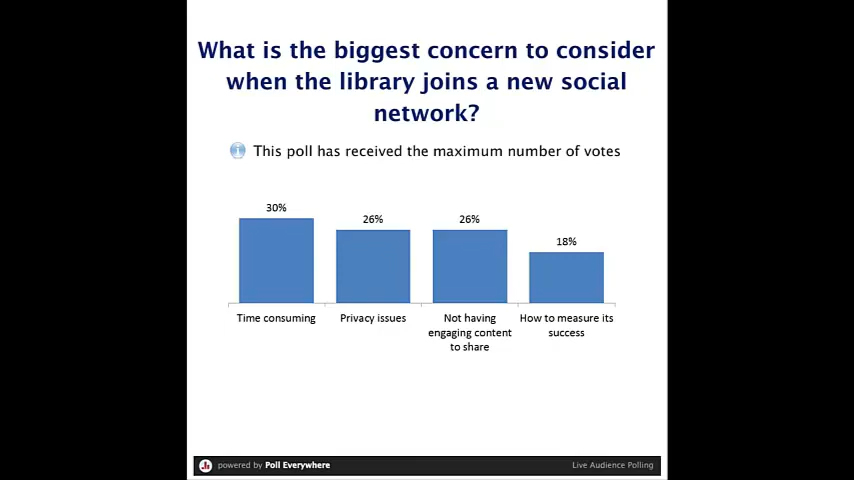 What is the biggest concern to consider
when the library joins a new social
network?
This poll has received the maximum number of votes
30%
26%
26%
18%
Time consuming
Privacy issues
Not having
engaging content
to share
How to measure its
success
powered by Poll Everywhere
Live Audience Polling